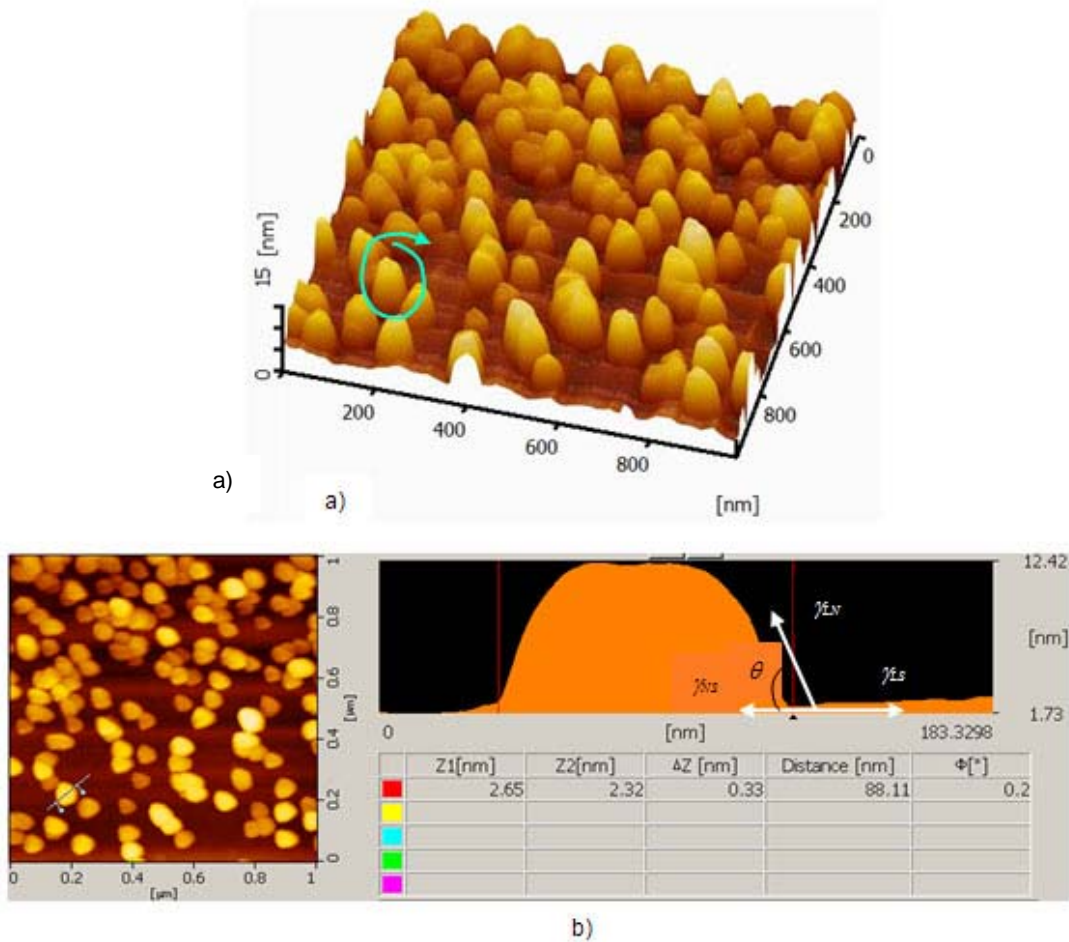 15 [nm]
0
200
400
600
800
0
200
400
600
800
[nm]
a)
a)
1
0.8
0.6
[µm]
0.4
0.2
0
0 0.2 0.4 0.6 0.8 1
[µm]
12.42
[nm]
1.73
γLN
θ
γNS
γLS
0 [nm] 183.3298
Z1[nm] Z2[nm] ΔZ [nm] Distance [nm] Φ[°]
2.65 2.32 0.33 88.11 0.2
b)